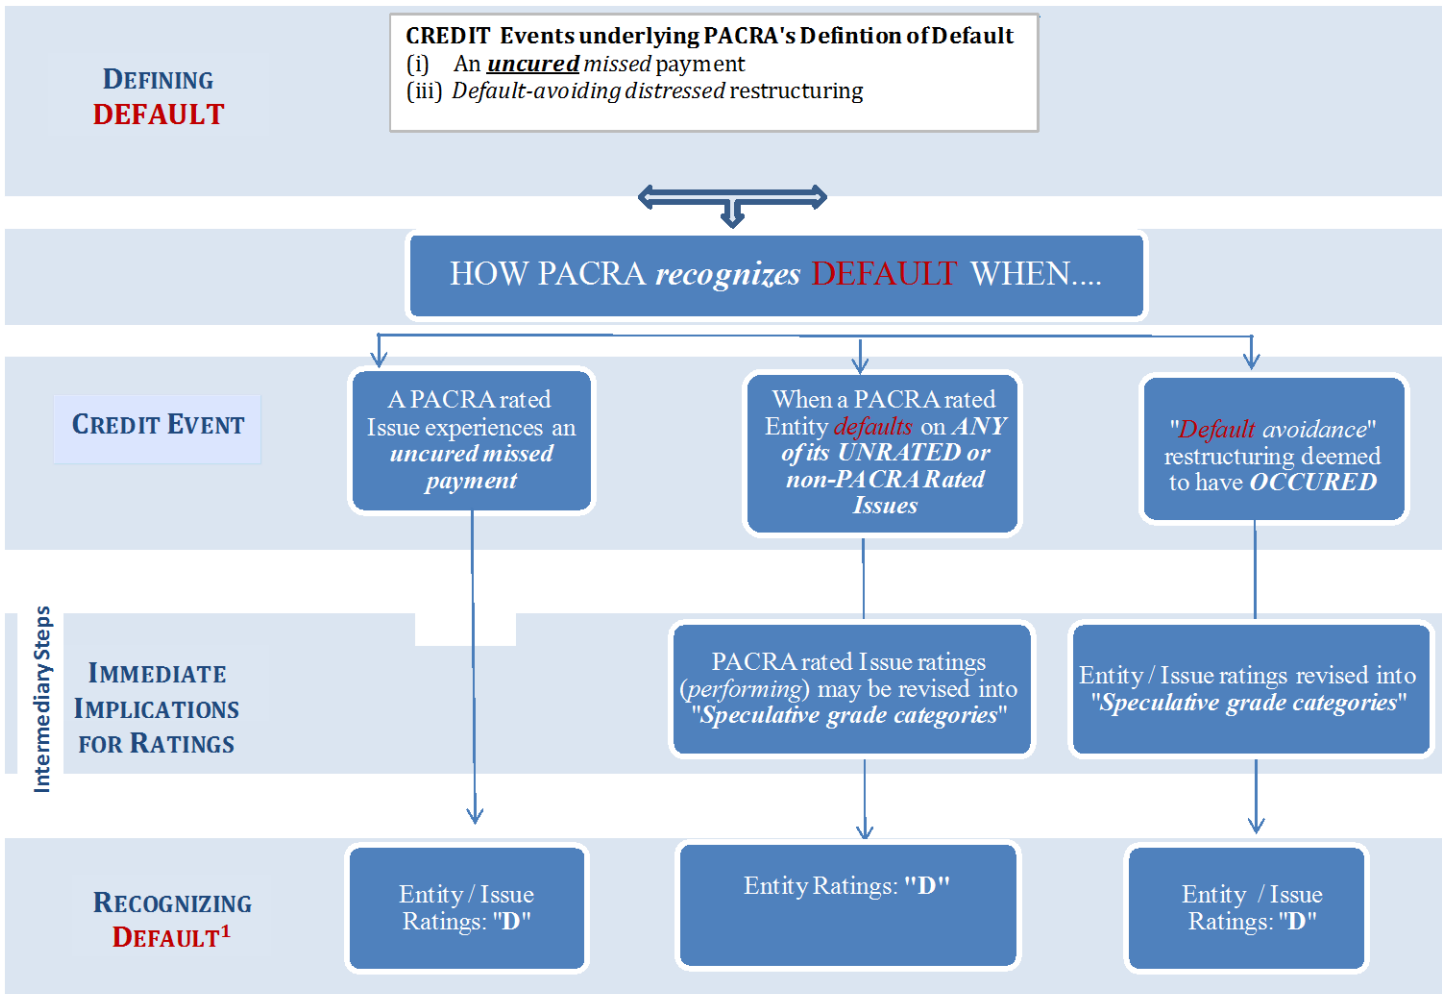 DEFINING
DEFAULT
CREDIT Events underlying PACRA's Defintion of Default
(i) An uncured missed payment
(iii) Default-avoiding distressed restructuring
HOW PACRA recognizes DEFAULT WHEN....
CREDIT EVENT
A PACRA rated
Issue experiences an
uncured missed
payment
When a PACRA rated
Entity defaults on ANY
of its UNRATED or
non-PACRA Rated
Issues
"Default avoidance"
restructuring deemed
to have OCCURED
Intermediary Steps
IMMEDIATE
IMPLICATIONS
FOR RATINGS
PACRA rated Issue ratings
(performing) may be revised into
"Speculative grade categories"
Entity / Issue ratings revised into
"Speculative grade categories"
RECOGNIZING
DEFAULT1
Entity / Issue
Ratings: "D"
Entity Ratings: "D"
Entity / Issue
Ratings: "D"